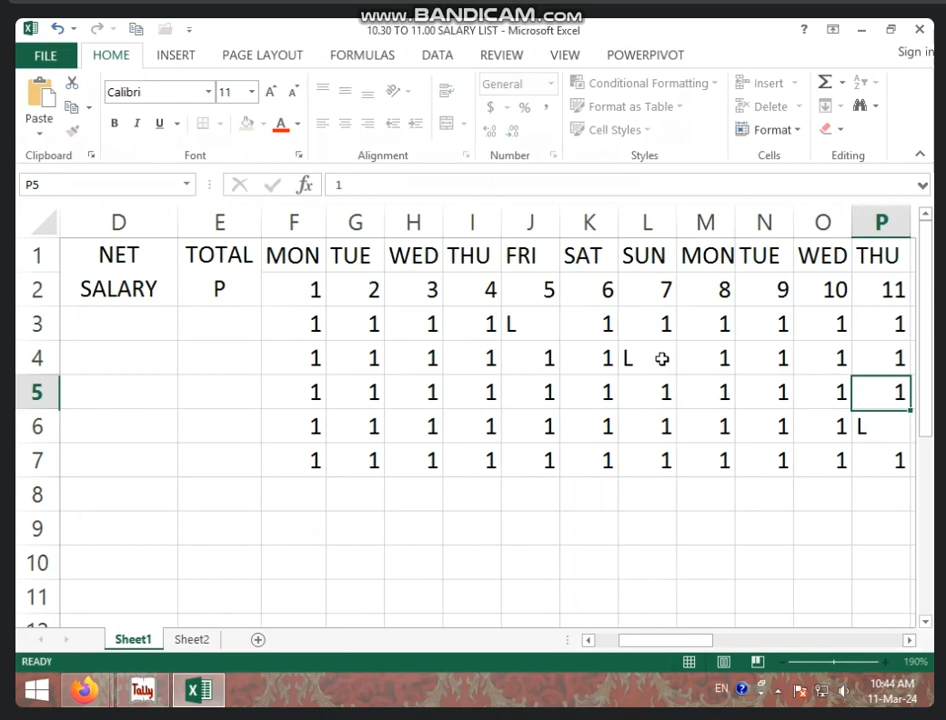 www.BANDICAM.com
10.30 TO 11.00 SALARY LIST - Microsoft Excel
?
FILE HOME INSERT PAGE LAYOUT FORMULAS DATA REVIEW VIEW POWERPIVOT Sign in
Paste
Calibri 11
B I U A
General
$ % ,
Conditional Formatting
Format as Table
Cell Styles
Insert
Delete
Format
Clipboard Font Alignment Number Styles Cells Editing
P5 fx 1
D E F G H I J K L M N O P
1 NET TOTAL MON TUE WED THU FRI SAT SUN MON TUE WED THU
2 SALARY P 1 2 3 4 5 6 7 8 9 10 11
3 1 1 1 1 L 1 1 1 1 1 1
4 1 1 1 1 1 1 L 1 1 1 1
5 1 1 1 1 1 1 1 1 1 1 1
6 1 1 1 1 1 1 1 1 1 1 L
7 1 1 1 1 1 1 1 1 1 1 1
8
9
10
11
Sheet1 Sheet2
READY 190%
Tally EN 10:44 AM
11-Mar-24